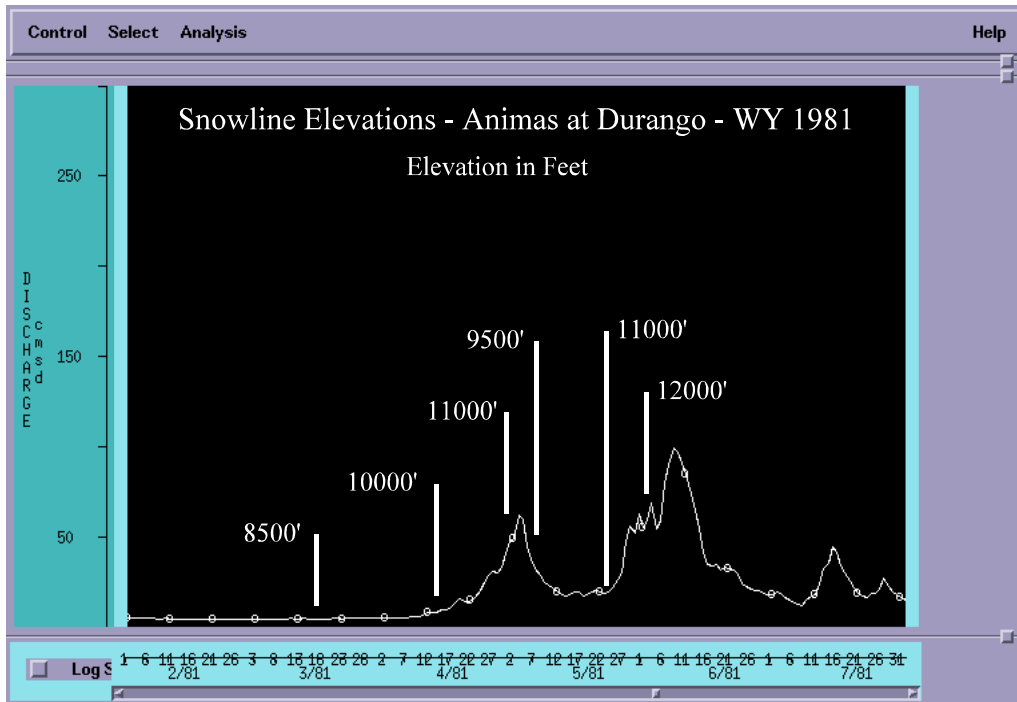 Control Select Analysis Help
Snowline Elevations - Animas at Durango - WY 1981
Elevation in Feet
250
150
50
DISCHARGE
cmsd
9500'
11000'
12000'
11000'
10000'
8500'
1 6 11 16 21 26 3 8 13 18 23 28 2 7 12 17 22 27 2 7 12 17 22 27 1 6 11 16 21 26 1 6 11 16 21 26 31
2/81 3/81 4/81 5/81 6/81 7/81
Log S